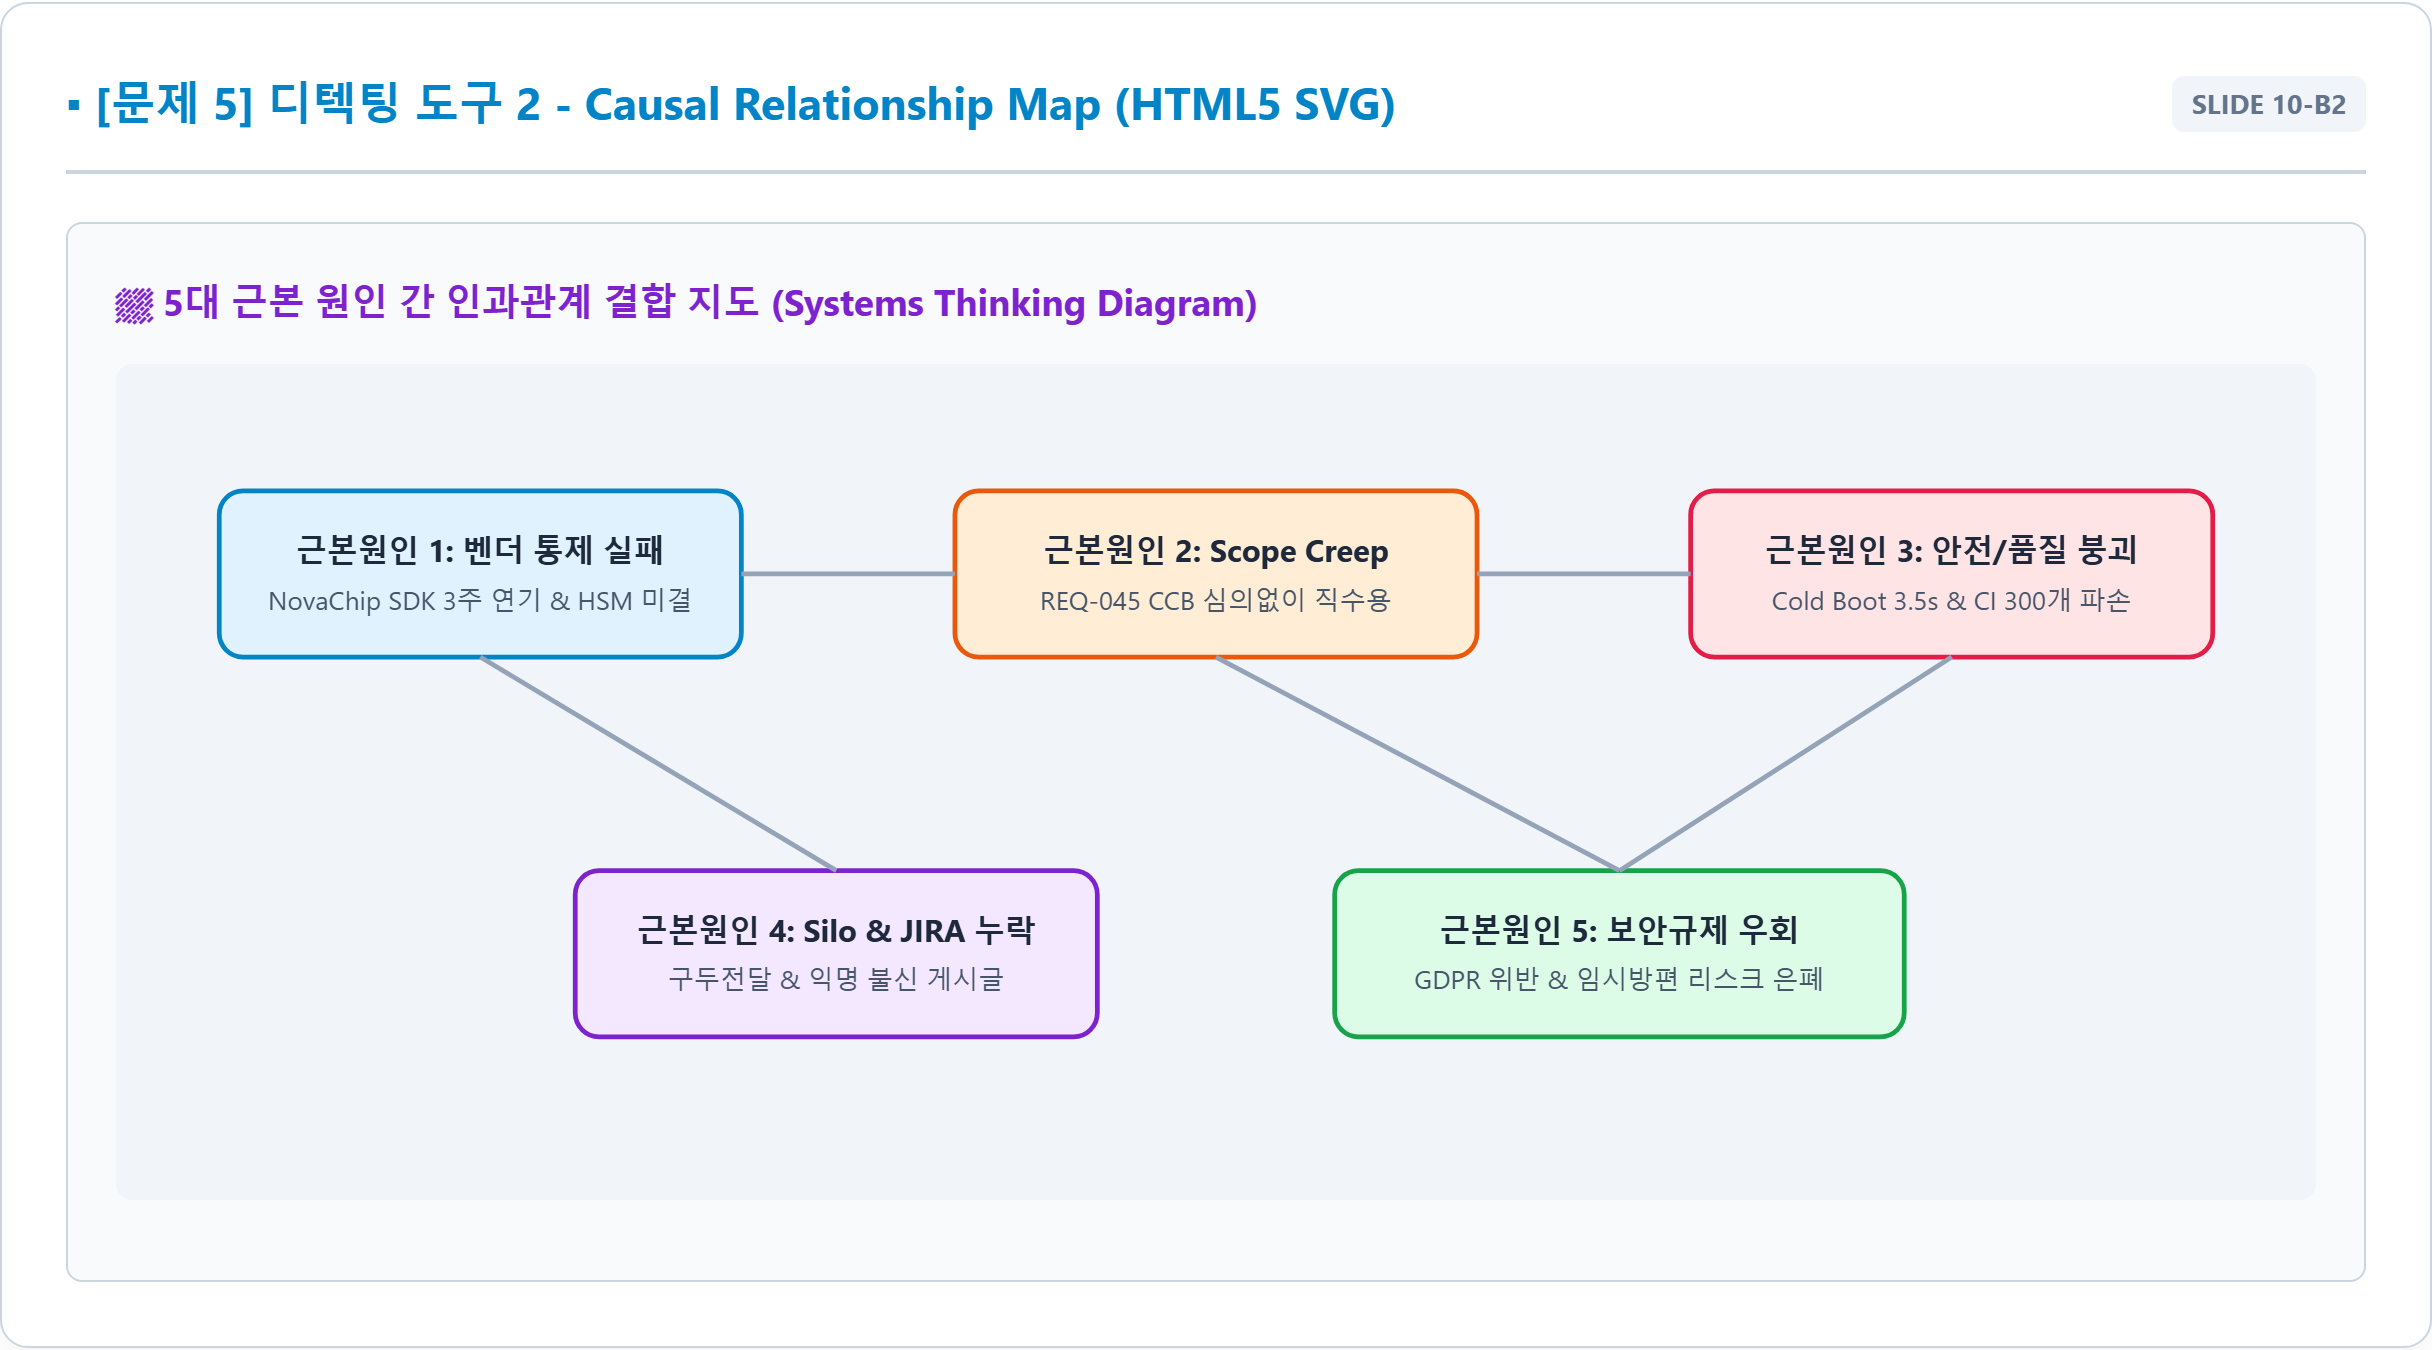 ▪ [문제 5] 디텍팅 도구 2 - Causal Relationship Map (HTML5 SVG)
SLIDE 10-B2
▨ 5대 근본 원인 간 인과관계 결합 지도 (Systems Thinking Diagram)
근본원인 1: 벤더 통제 실패
NovaChip SDK 3주 연기 & HSM 미결
근본원인 2: Scope Creep
REQ-045 CCB 심의없이 직수용
근본원인 3: 안전/품질 붕괴
Cold Boot 3.5s & CI 300개 파손
근본원인 4: Silo & JIRA 누락
구두전달 & 익명 불신 게시글
근본원인 5: 보안규제 우회
GDPR 위반 & 임시방편 리스크 은폐